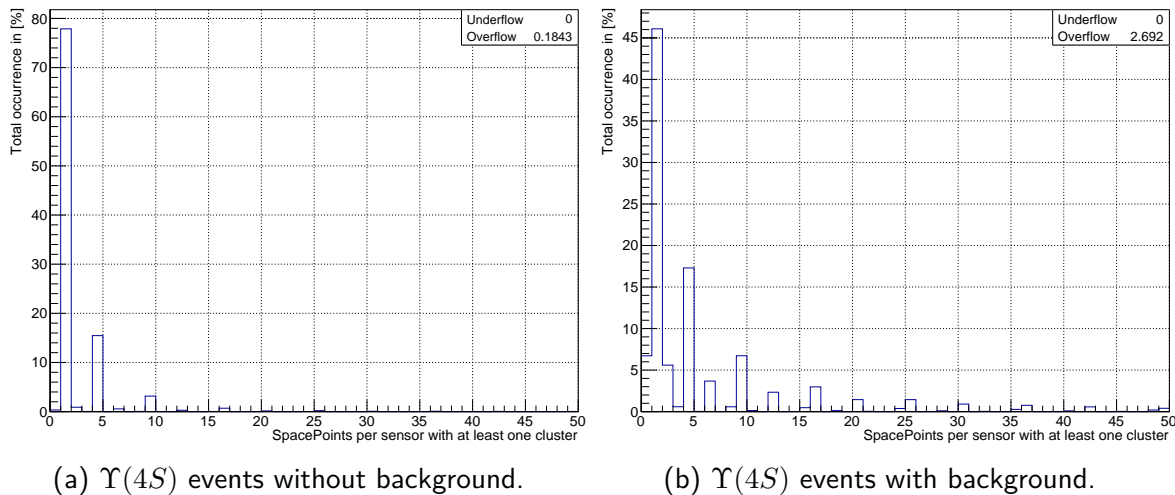 Total occurrence in [%]
80
70
60
50
40
30
20
10
0
Underflow 0
Overflow 0.1843
0 5 10 15 20 25 30 35 40 45 50
SpacePoints per sensor with at least one cluster
(a) Υ(4S) events without background.
Total occurrence in [%]
45
40
35
30
25
20
15
10
5
0
Underflow 0
Overflow 2.692
0 5 10 15 20 25 30 35 40 45 50
SpacePoints per sensor with at least one cluster
(b) Υ(4S) events with background.